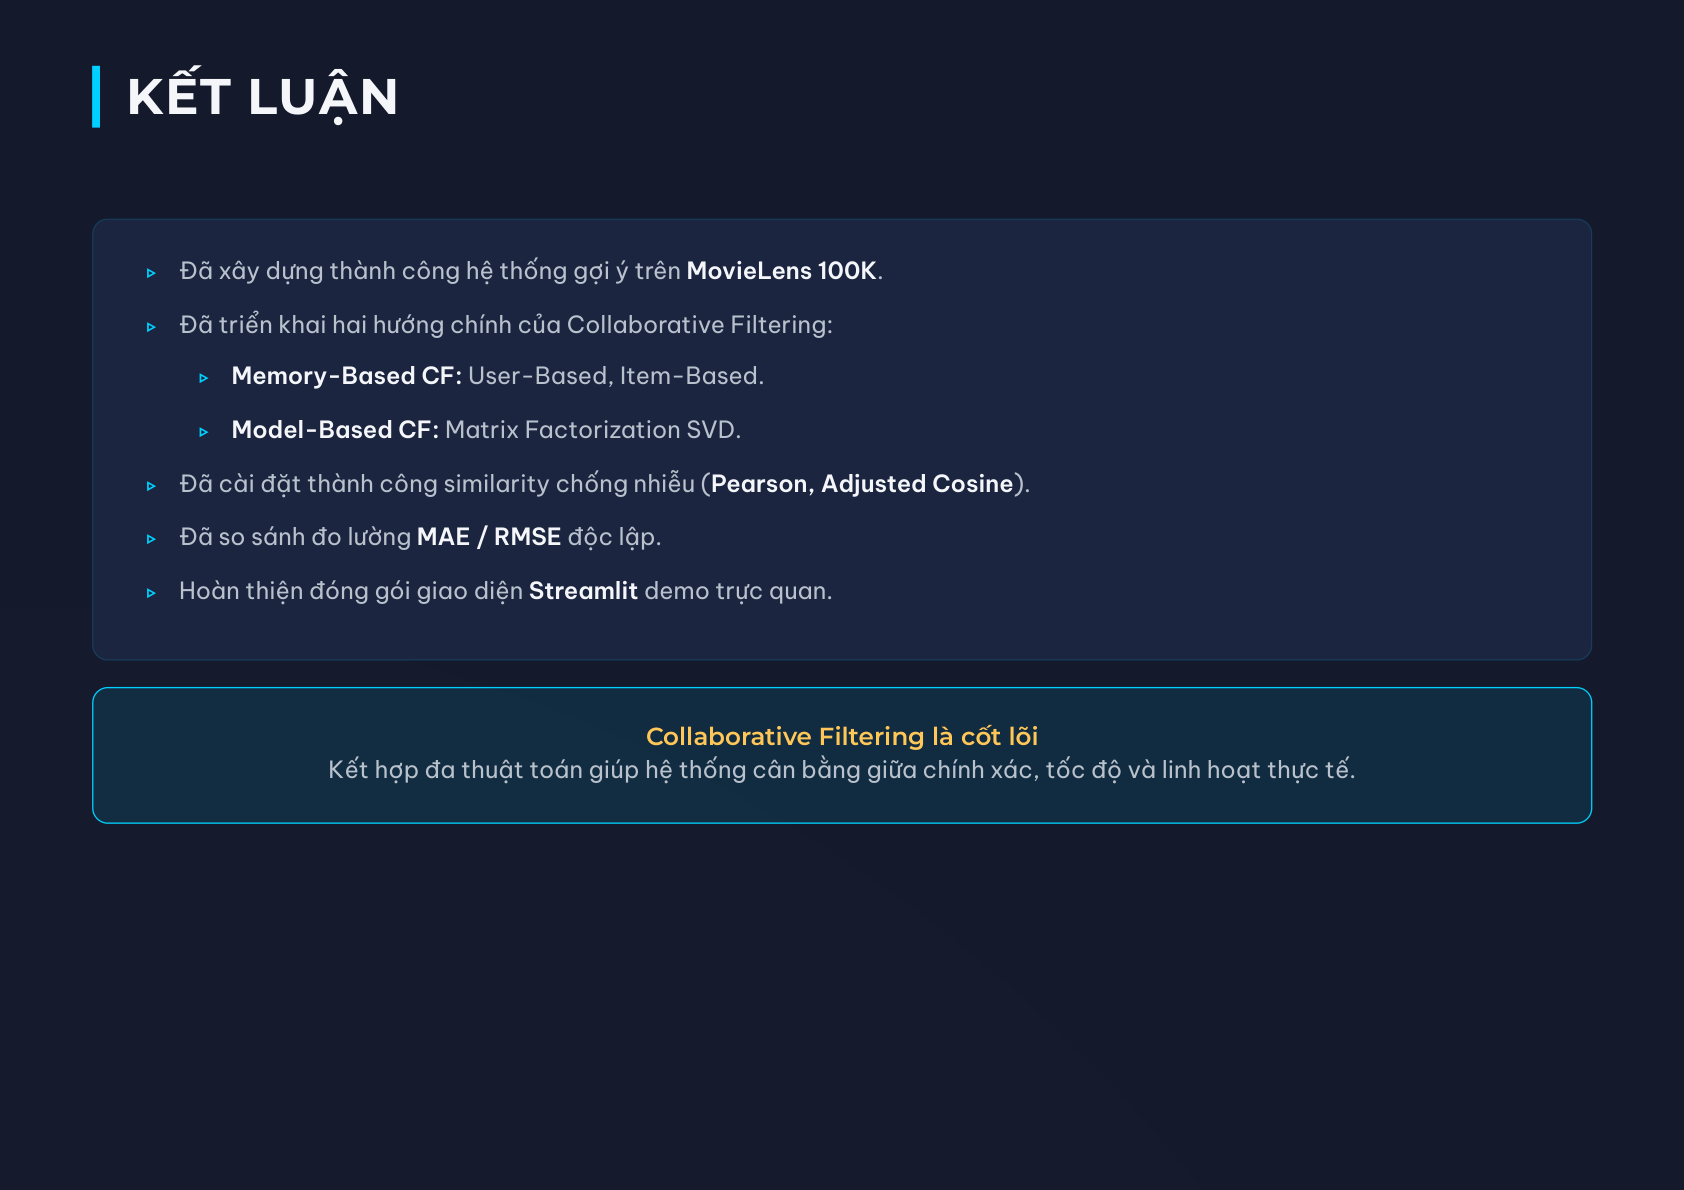 KẾT LUẬN
Đã xây dựng thành công hệ thống gợi ý trên MovieLens 100K.
Đã triển khai hai hướng chính của Collaborative Filtering:
Memory-Based CF: User-Based, Item-Based.
Model-Based CF: Matrix Factorization SVD.
Đã cài đặt thành công similarity chống nhiễu (Pearson, Adjusted Cosine).
Đã so sánh đo lường MAE / RMSE độc lập.
Hoàn thiện đóng gói giao diện Streamlit demo trực quan.
Collaborative Filtering là cốt lõi
Kết hợp đa thuật toán giúp hệ thống cân bằng giữa chính xác, tốc độ và linh hoạt thực tế.